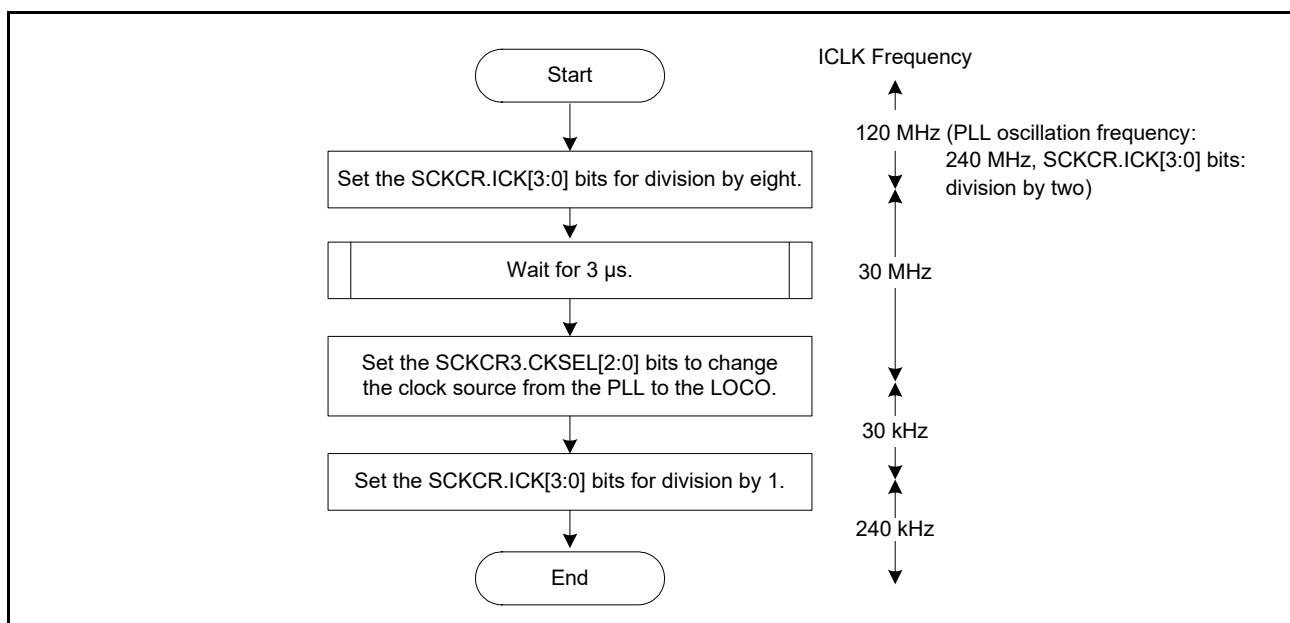 Start
Set the SCKCR.ICK[3:0] bits for division by eight.
Wait for 3 µs.
Set the SCKCR3.CKSEL[2:0] bits to change
the clock source from the PLL to the LOCO.
Set the SCKCR.ICK[3:0] bits for division by 1.
End
ICLK Frequency
120 MHz (PLL oscillation frequency:
240 MHz, SCKCR.ICK[3:0] bits:
division by two)
30 MHz
30 kHz
240 kHz